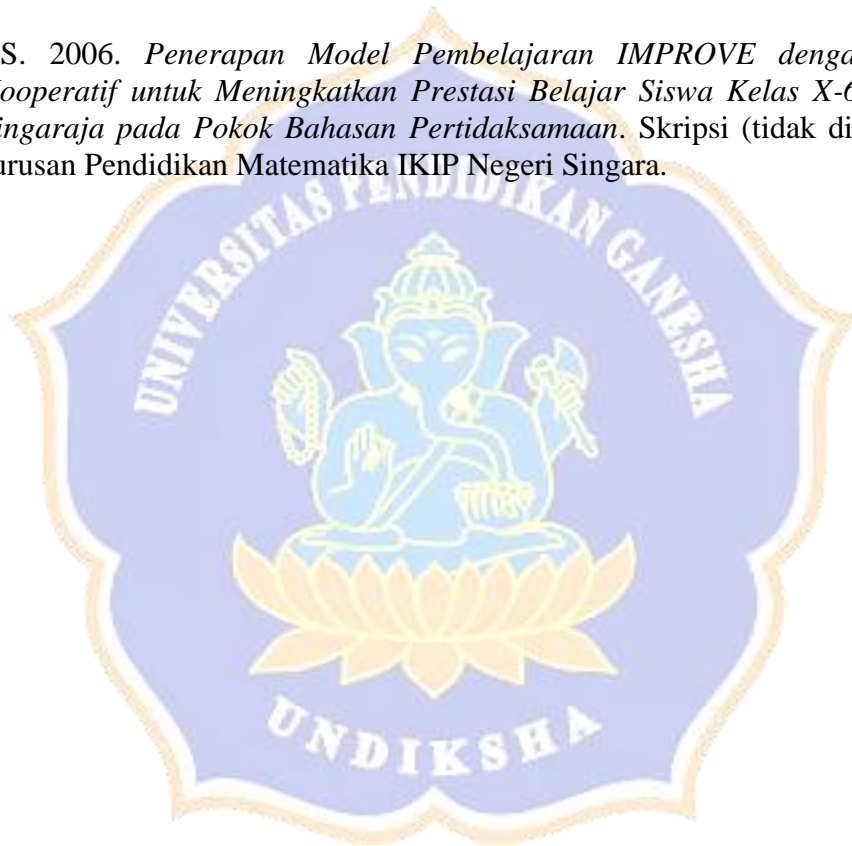 S. 2006. Penerapan Model Pembelajaran IMPROVE denga
ooperatif untuk Meningkatkan Prestasi Belajar Siswa Kelas X-6
ingaraja pada Pokok Bahasan Pertidaksamaan. Skripsi (tidak di
urusan Pendidikan Matematika IKIP Negeri Singara.
UNIVERSITAS PENDIDIKAN GANESHA
UNDIKSHA